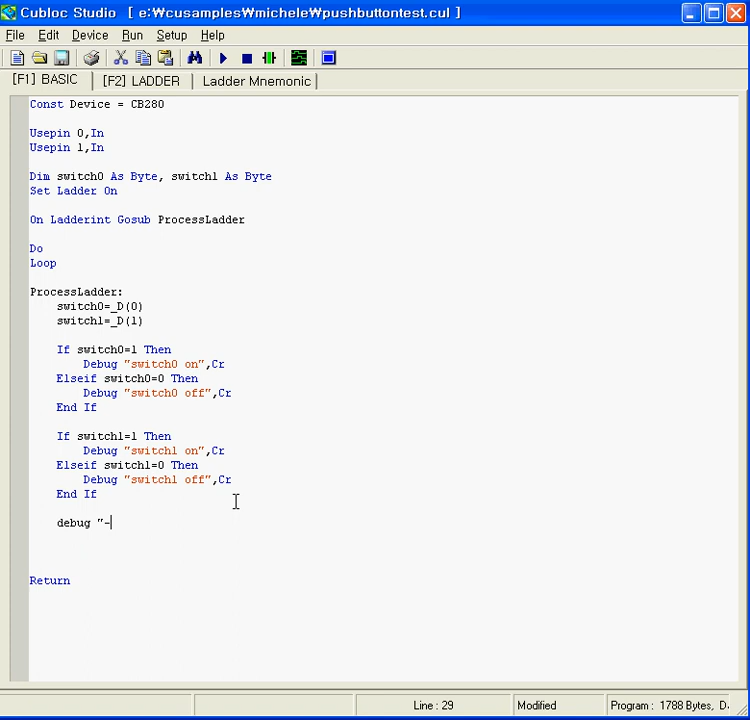 Cubloc Studio [ e:\cusamples\michele\pushbuttontest.cul ]
File Edit Device Run Setup Help
[F1] BASIC [F2] LADDER Ladder Mnemonic
Const Device = CB280
Usepin 0,In
Usepin 1,In
Dim switch0 As Byte, switch1 As Byte
Set Ladder On
On Ladderint Gosub ProcessLadder
Do
Loop
ProcessLadder:
switch0=_D(0)
switch1=_D(1)
If switch0=1 Then
Debug "switch0 on",Cr
Elseif switch0=0 Then
Debug "switch0 off",Cr
End If
If switch1=1 Then
Debug "switch1 on",Cr
Elseif switch1=0 Then
Debug "switch1 off",Cr
End If
debug "-
Return
Line : 29 Modified Program : 1788 Bytes, D.